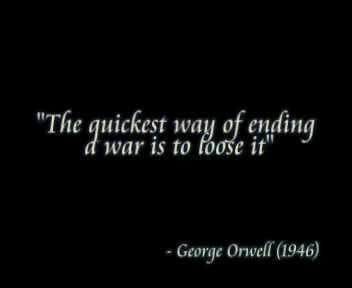 "The quickest way of ending
a war is to loose it"
- George Orwell (1946)